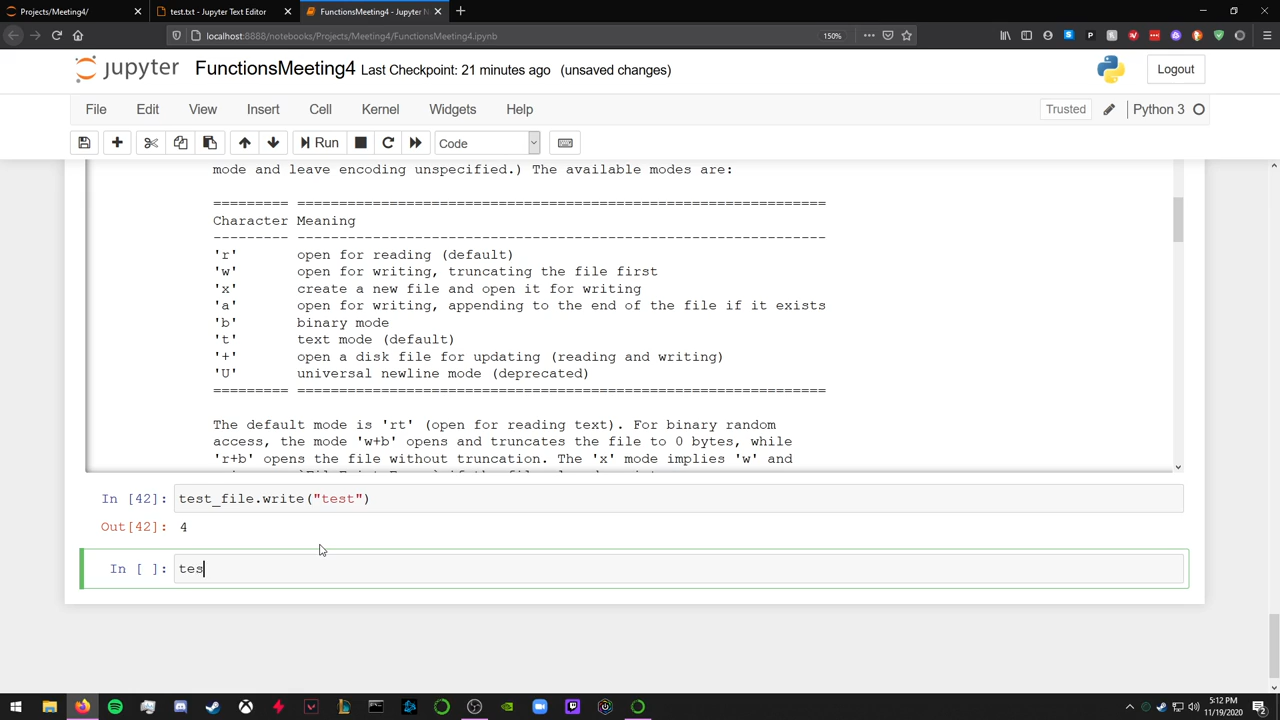 Projects/Meeting4/
test.txt - Jupyter Text Editor
FunctionsMeeting4 - Jupyter N
localhost:8888/notebooks/Projects/Meeting4/FunctionsMeeting4.ipynb
150%
jupyter
FunctionsMeeting4 Last Checkpoint: 21 minutes ago (unsaved changes)
Logout
File Edit View Insert Cell Kernel Widgets Help
Trusted
Python 3
Run
Code
mode and leave encoding unspecified.) The available modes are:
========= ===============================================================
Character Meaning
--------- ---------------------------------------------------------------
'r' open for reading (default)
'w' open for writing, truncating the file first
'x' create a new file and open it for writing
'a' open for writing, appending to the end of the file if it exists
'b' binary mode
't' text mode (default)
'+' open a disk file for updating (reading and writing)
'U' universal newline mode (deprecated)
========= ===============================================================
The default mode is 'rt' (open for reading text). For binary random
access, the mode 'w+b' opens and truncates the file to 0 bytes, while
'r+b' opens the file without truncation. The 'x' mode implies 'w' and
In [42]: test_file.write("test")
Out[42]: 4
In [ ]: tes
5:12 PM
11/19/2020
2